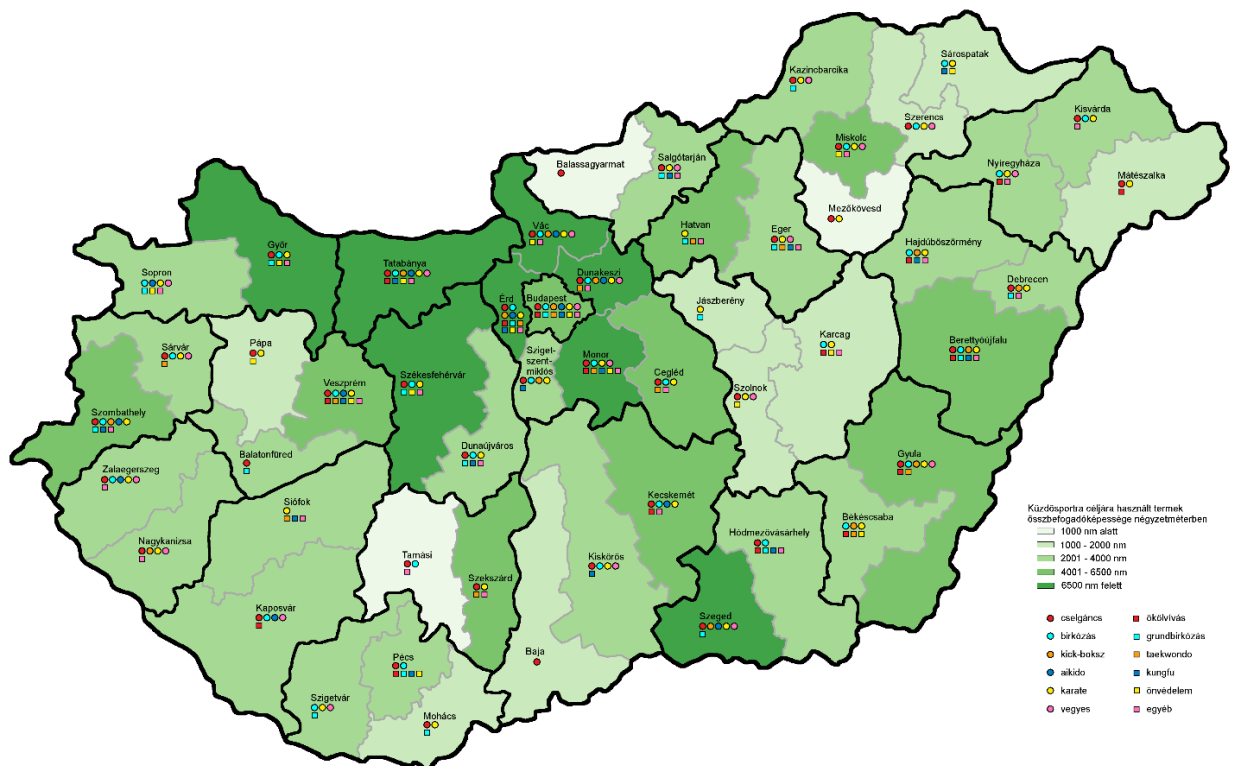 Sárospatak
Kazincbarcika
Kisvárda
Szerencs
Miskolc
Balassagyarmat
Salgótarján
Nyíregyháza
Mátészalka
Mezőkövesd
Vác
Hatvan
Eger
Győr
Hajdúböszörmény
Tatabánya
Dunakeszi
Sopron
Debrecen
Érd
Budapest
Jászberény
Karcag
Berettyóújfalu
Sárvár
Pápa
Szigetszent-
miklós
Monor
Székesfehérvár
Veszprém
Cegléd
Szolnok
Szombathely
Dunaújváros
Balatonfüred
Gyula
Zalaegerszeg
Siófok
Kecskemét
Küzdősportra céljára használt termek
összbefogadóképessége négyzetméterben
1000 nm alatt
1000 - 2000 nm
2001 - 4000 nm
4001 - 6500 nm
6500 nm felett
Békéscsaba
Hódmezővásárhely
Nagykanizsa
Tamási
Kiskőrös
Szekszárd
Kaposvár
Szeged
cselgáncs
ökölvívás
birkózás
grundbirkózás
kick-boksz
taekwondo
aikido
kungfu
karate
önvédelem
vegyes
egyéb
Baja
Pécs
Szigetvár
Mohács